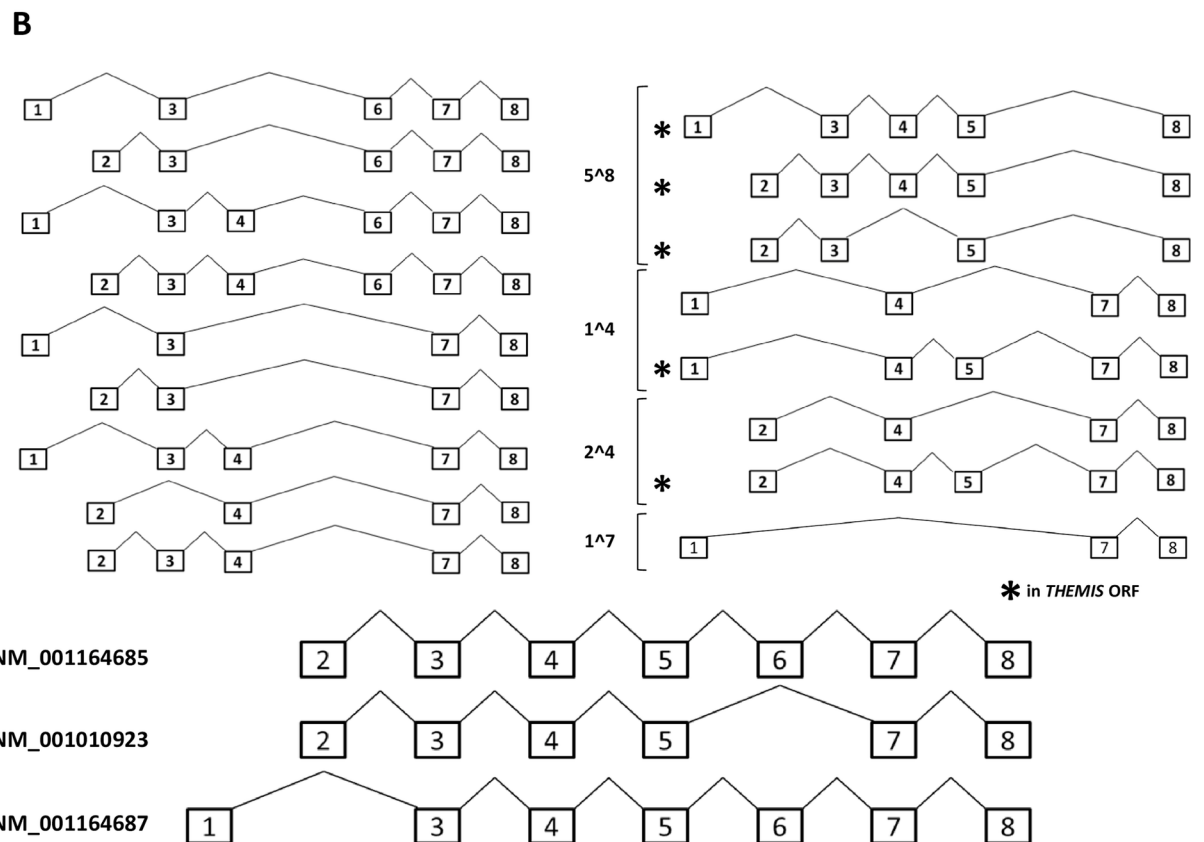 B
1 3 6 7 8
2 3 6 7 8
1 3 4 6 7 8
2 3 4 6 7 8
1 3 7 8
2 3 7 8
1 3 4 7 8
2 4 7 8
2 3 4 7 8
5^8
* 1 3 4 5 8
* 2 3 4 5 8
* 2 3 5 8
1^4
1 4 7 8
* 1 4 5 7 8
2^4
2 4 7 8
* 2 4 5 7 8
1^7
1 7 8
* in THEMIS ORF
NM_001164685 2 3 4 5 6 7 8
NM_001010923 2 3 4 5 7 8
NM_001164687 1 3 4 5 6 7 8